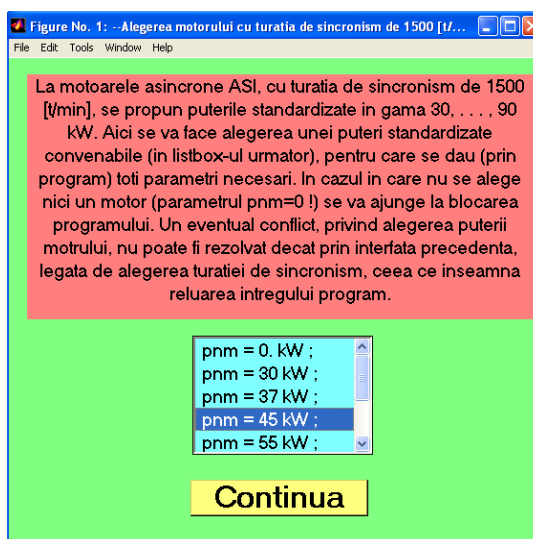 Figure No. 1: --Alegerea motorului cu turatia de sincronism de 1500 [t/...
File Edit Tools Window Help
La motoarele asincrone ASI, cu turatia de sincronism de 1500
[t/min], se propun puterile standardizate in gama 30, . . . , 90
kW. Aici se va face alegerea unei puteri standardizate
convenabile (in listbox-ul urmator), pentru care se dau (prin
program) toti parametri necesari. In cazul in care nu se alege
nici un motor (parametrul pnm=0 !) se va ajunge la blocarea
programului. Un eventual conflict, privind alegerea puterii
motrului, nu poate fi rezolvat decat prin interfata precedenta,
legata de alegerea turatiei de sincronism, ceea ce inseamna
reluarea intregului program.
pnm = 0. kW ;
pnm = 30 kW ;
pnm = 37 kW ;
pnm = 45 kW ;
pnm = 55 kW ;
Continua